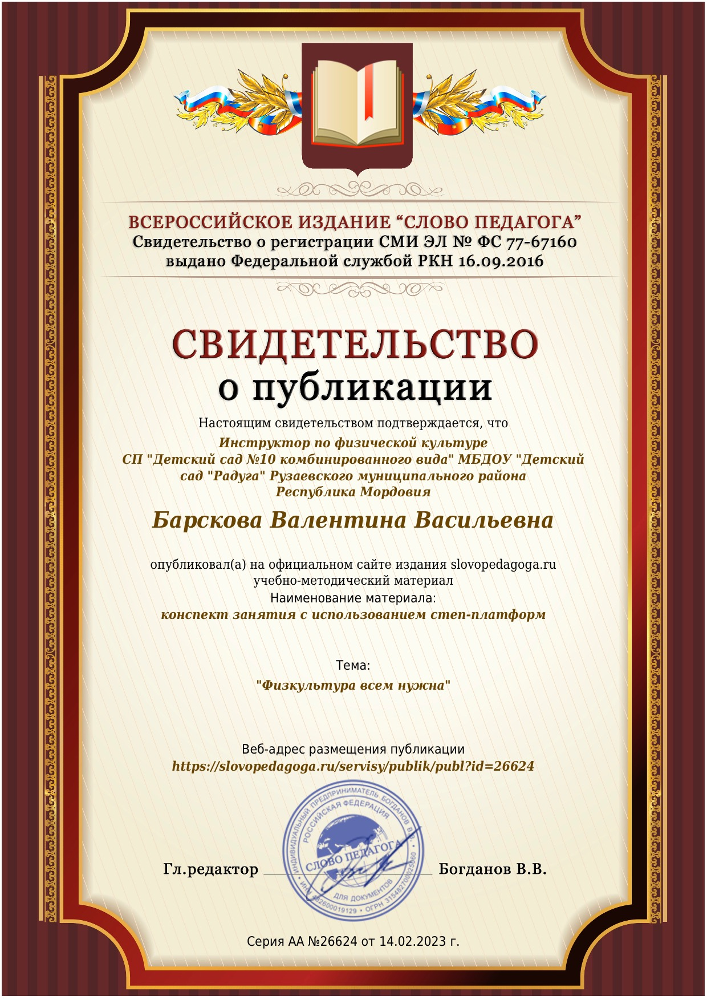 ВСЕРОССИЙСКОЕ ИЗДАНИЕ “СЛОВО ПЕДАГОГА”
Свидетельство о регистрации СМИ ЭЛ № ФС 77-67160
выдано Федеральной службой РКН 16.09.2016
СВИДЕТЕЛЬСТВО
о публикации
Настоящим свидетельством подтверждается, что
Инструктор по физической культуре
СП "Детский сад №10 комбинированного вида" МБДОУ "Детский
сад "Радуга" Рузаевского муниципального района
Республика Мордовия
Барскова Валентина Васильевна
опубликовал(а) на официальном сайте издания slovopedagoga.ru
учебно-методический материал
Наименование материала:
конспект занятия с использованием степ-платформ
Тема:
"Физкультура всем нужна"
Веб-адрес размещения публикации
https://slovopedagoga.ru/servisy/publik/publ?id=26624
ИНДИВИДУАЛЬНЫЙ ПРЕДПРИНИМАТЕЛЬ БОГДАНОВ В.В.
РОССИЙСКАЯ ФЕДЕРАЦИЯ
СЛОВО ПЕДАГОГА
ДЛЯ ДОКУМЕНТОВ
ИНН 482600019129 • ОГРН 315482700025060
Гл.редактор Богданов В.В.
Серия АА №26624 от 14.02.2023 г.